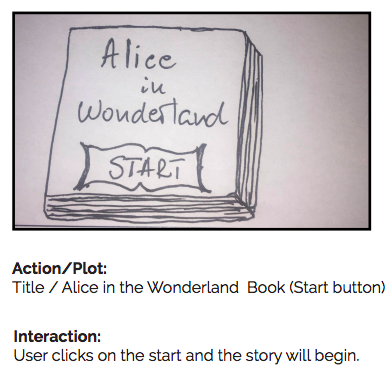 Alice
in
Wonderland
START
Action/Plot:
Title / Alice in the Wonderland  Book (Start button)
Interaction:
User clicks on the start and the story will begin.